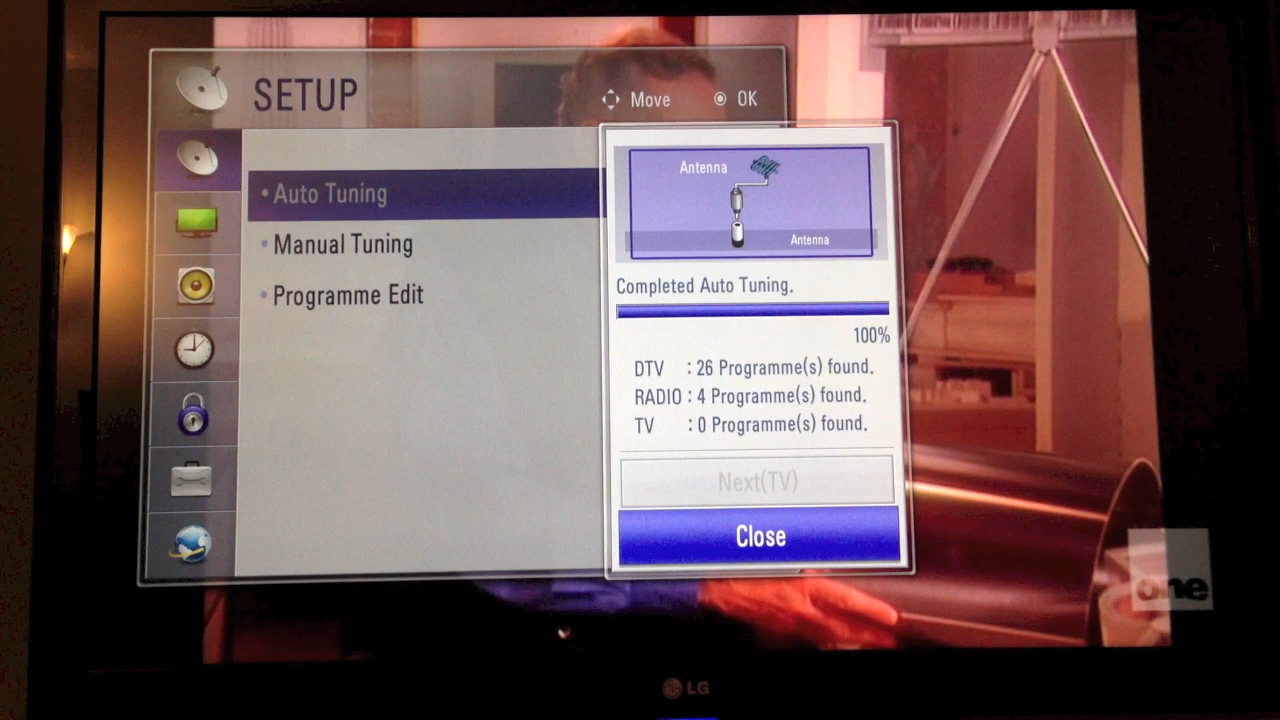 SETUP
Move OK
Auto Tuning
Manual Tuning
Programme Edit
Antenna
Antenna
Completed Auto Tuning.
100%
DTV : 26 Programme(s) found.
RADIO : 4 Programme(s) found.
TV : 0 Programme(s) found.
Next(TV)
Close
one
LG